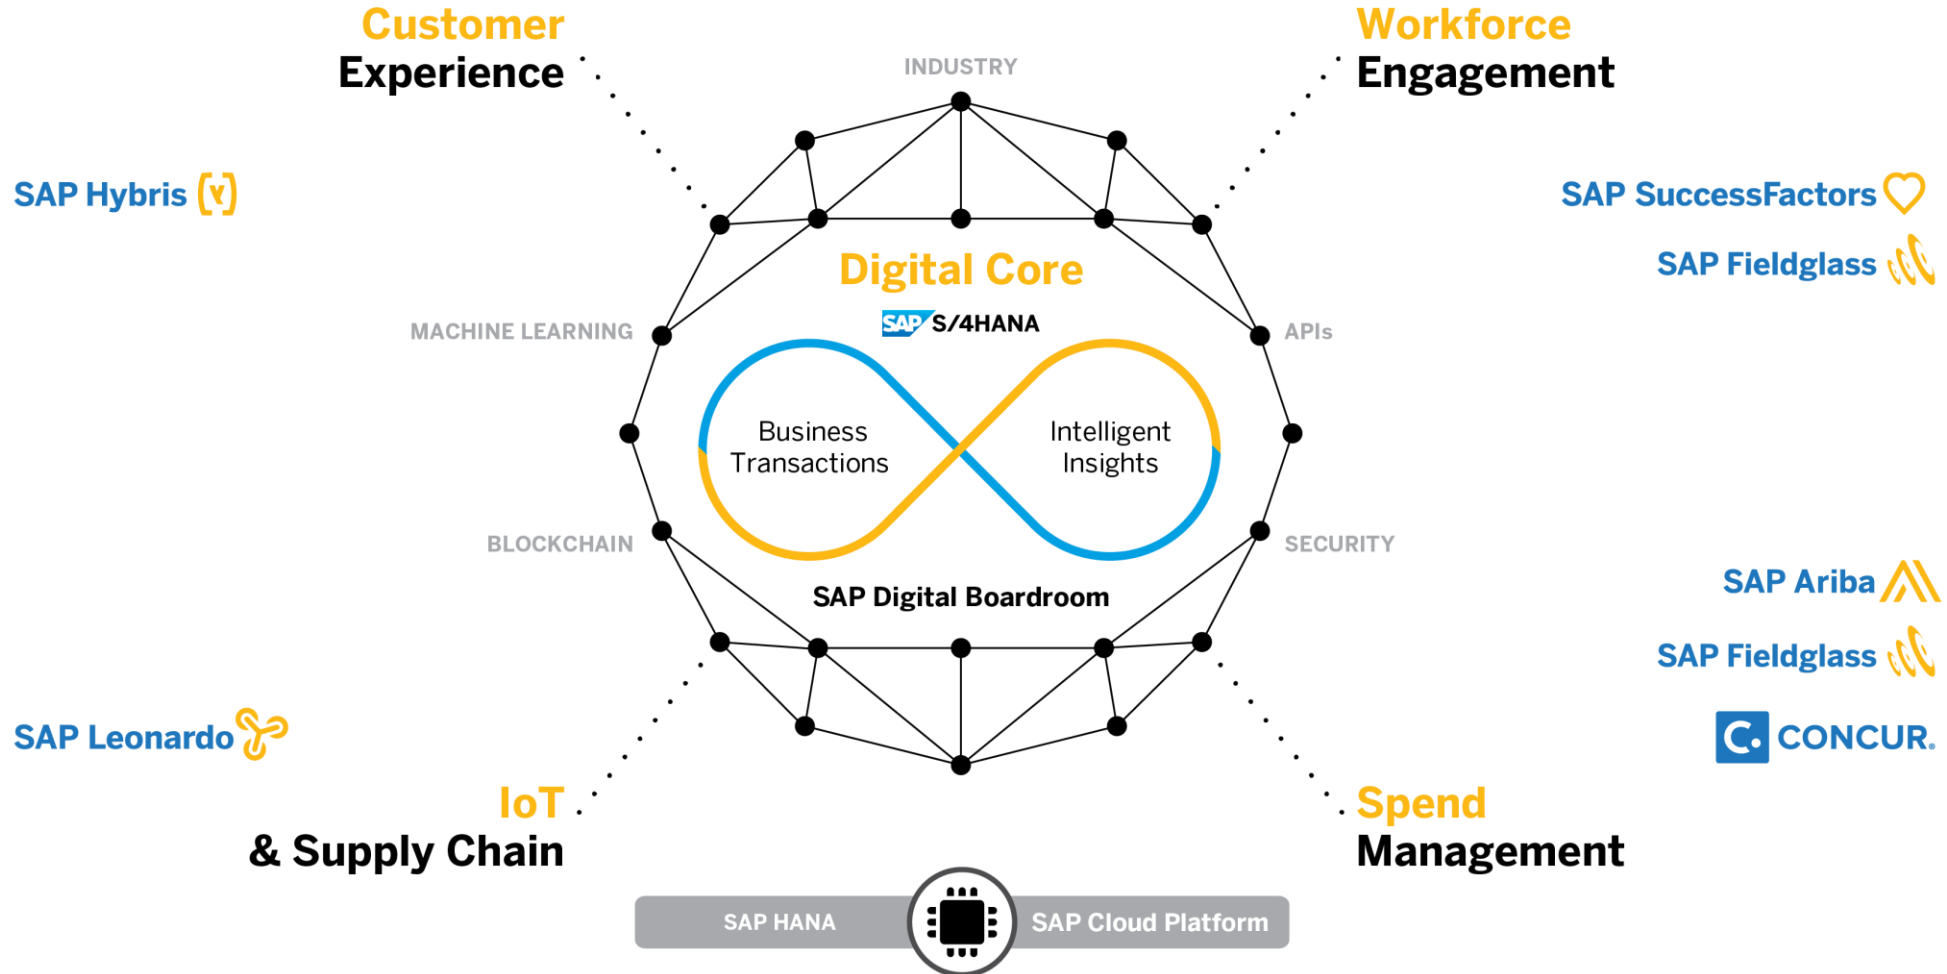 Customer
Experience
Workforce
Engagement
INDUSTRY
SAP Hybris
SAP SuccessFactors
SAP Fieldglass
Digital Core
SAP S/4HANA
MACHINE LEARNING
APIs
Business
Transactions
Intelligent
Insights
BLOCKCHAIN
SECURITY
SAP Digital Boardroom
SAP Ariba
SAP Fieldglass
SAP Leonardo
C. CONCUR®
IoT
& Supply Chain
Spend
Management
SAP HANA
SAP Cloud Platform